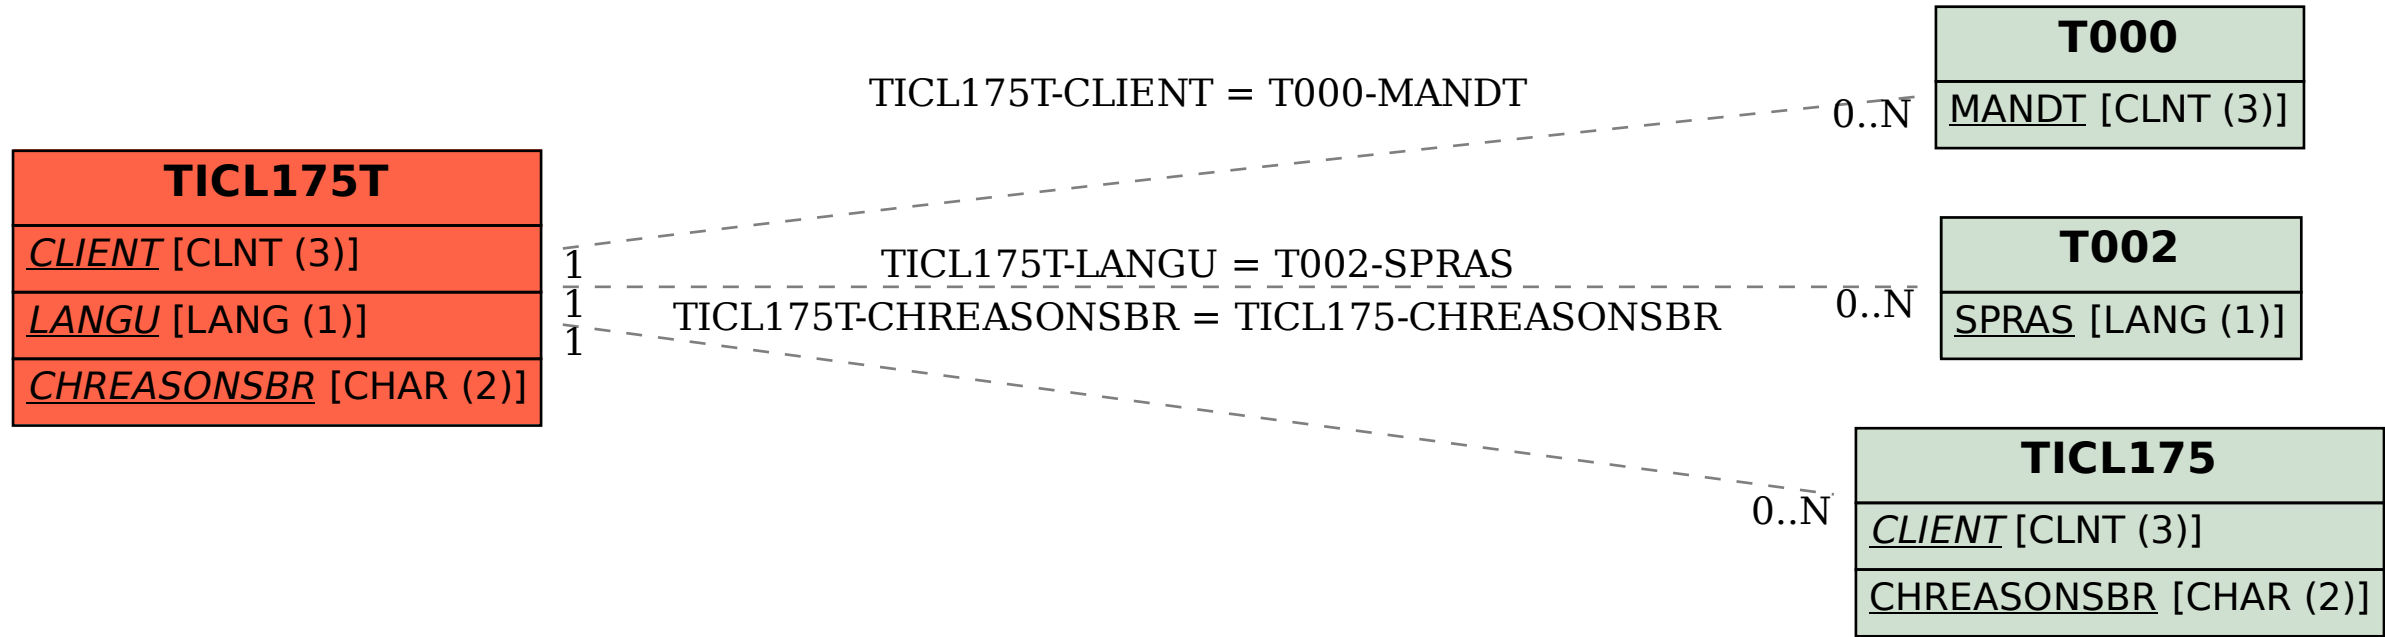 TICL175T
CLIENT [CLNT (3)]
LANGU [LANG (1)]
CHREASONSBR [CHAR (2)]
TICL175T-CLIENT = T000-MANDT
1
0..N
TICL175T-LANGU = T002-SPRAS
1
0..N
TICL175T-CHREASONSBR = TICL175-CHREASONSBR
1
0..N
T000
MANDT [CLNT (3)]
T002
SPRAS [LANG (1)]
TICL175
CLIENT [CLNT (3)]
CHREASONSBR [CHAR (2)]